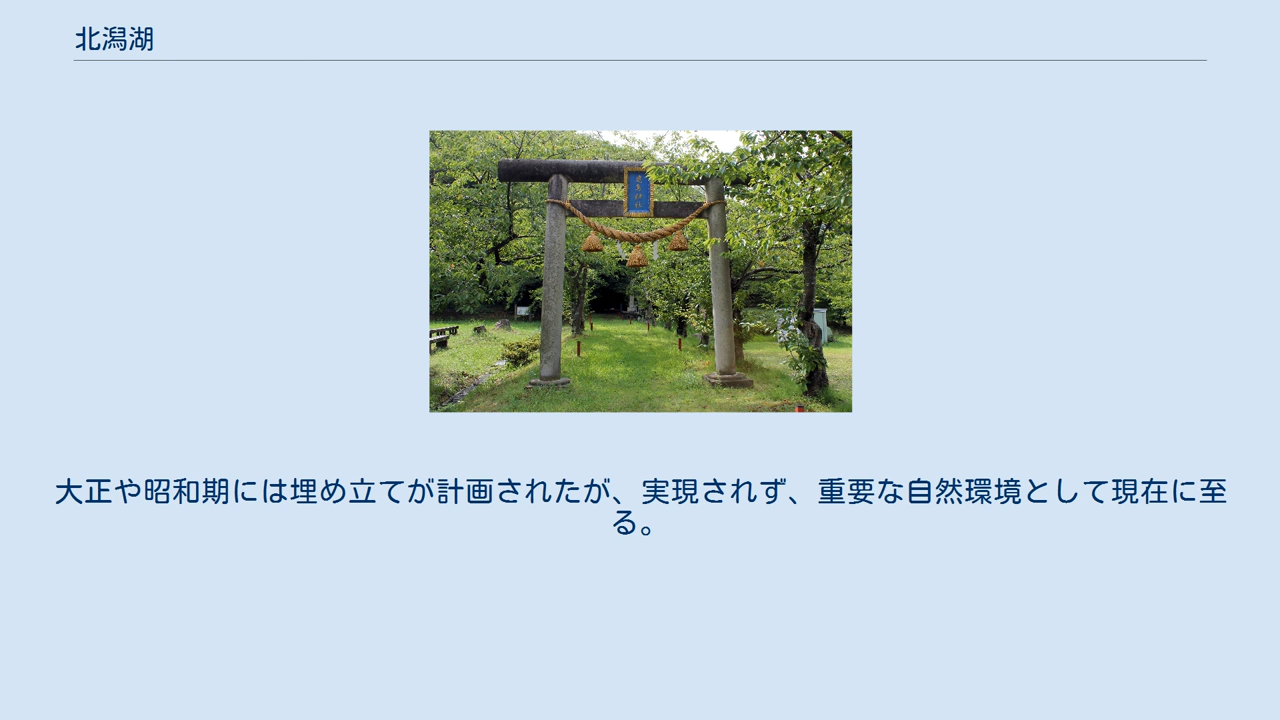 北潟湖
大正や昭和期には埋め立てが計画されたが、実現されず、重要な自然環境として現在に至
る。